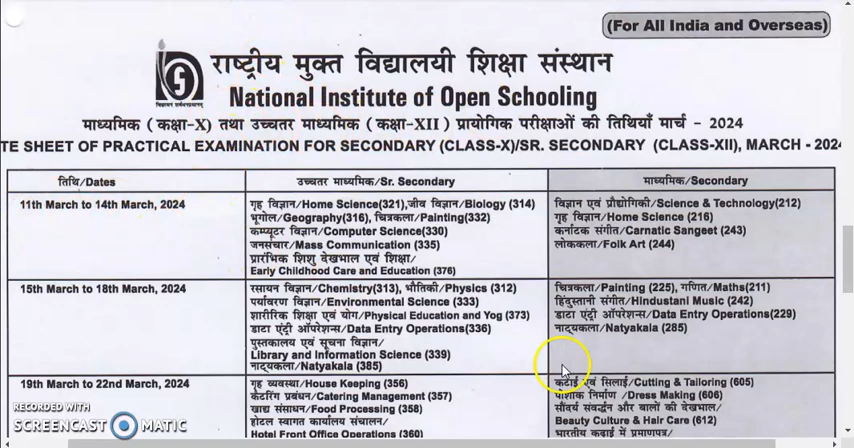 (For All India and Overseas)
राष्ट्रीय मुक्त विद्यालयी शिक्षा संस्थान
National Institute of Open Schooling
माध्यमिक (कक्षा-X) तथा उच्चतर माध्यमिक (कक्षा-XII) प्रायोगिक परीक्षाओं की तिथियाँ मार्च - 2024
TE SHEET OF PRACTICAL EXAMINATION FOR SECONDARY (CLASS-X)/SR. SECONDARY (CLASS-XII), MARCH - 2024
तिथि/Dates
उच्चतर माध्यमिक/Sr. Secondary
माध्यमिक/Secondary
11th March to 14th March, 2024
गृह विज्ञान/Home Science(321),जीव विज्ञान/Biology (314)
भूगोल/Geography(316), चित्रकला/Painting(332)
कम्प्यूटर विज्ञान/Computer Science(330)
जनसंचार/Mass Communication (335)
प्रारंभिक शिशु देखभाल एवं शिक्षा/
Early Childhood Care and Education (376)
विज्ञान एवं प्रौद्योगिकी/Science & Technology(212)
गृह विज्ञान/Home Science (216)
कर्नाटक संगीत/Carnatic Sangeet (243)
लोककला/Folk Art (244)
15th March to 18th March, 2024
रसायन विज्ञान/Chemistry(313), भौतिकी/Physics (312)
पर्यावरण विज्ञान/Environmental Science (333)
शारीरिक शिक्षा एवं योग/Physical Education and Yog (373)
डाटा एंट्री ऑपरेशन्स/Data Entry Operations(336)
पुस्तकालय एवं सूचना विज्ञान/
Library and Information Science (339)
नाट्यकला/Natyakala (385)
चित्रकला/Painting (225), गणित/Maths(211)
हिंदुस्तानी संगीत/Hindustani Music (242)
डाटा एंट्री ऑपरेशन्स/Data Entry Operations(229)
नाट्यकला/Natyakala (285)
19th March to 22nd March, 2024
गृह व्यवस्था/House Keeping (356)
केटरिंग प्रबंधन/Catering Management (357)
खाद्य संसाधन/Food Processing (358)
होटल स्वागत कार्यालय संचालन/
Hotel Front Office Operations (360)
कटाई एवं सिलाई/Cutting & Tailoring (605)
पोशाक निर्माण /Dress Making (606)
सौंदर्य संवर्द्धन और बालों की देखभाल/
Beauty Culture & Hair Care (612)
भारतीय कढ़ाई में प्रमाणपत्र/
RECORDED WITH
SCREENCAST MATIC